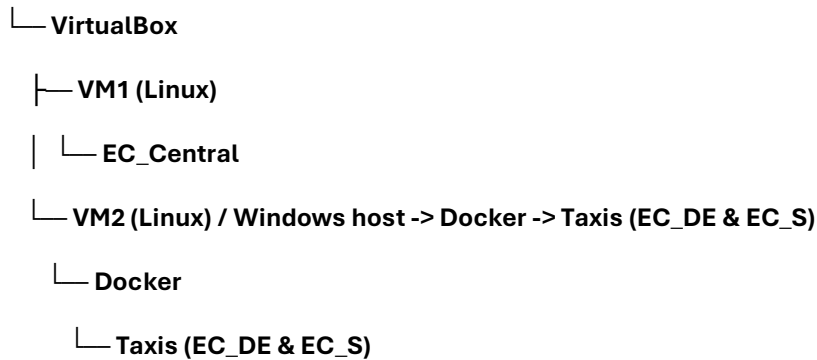 └── VirtualBox
├── VM1 (Linux)
│ └── EC_Central
└── VM2 (Linux) / Windows host -> Docker -> Taxis (EC_DE & EC_S)
└── Docker
└── Taxis (EC_DE & EC_S)